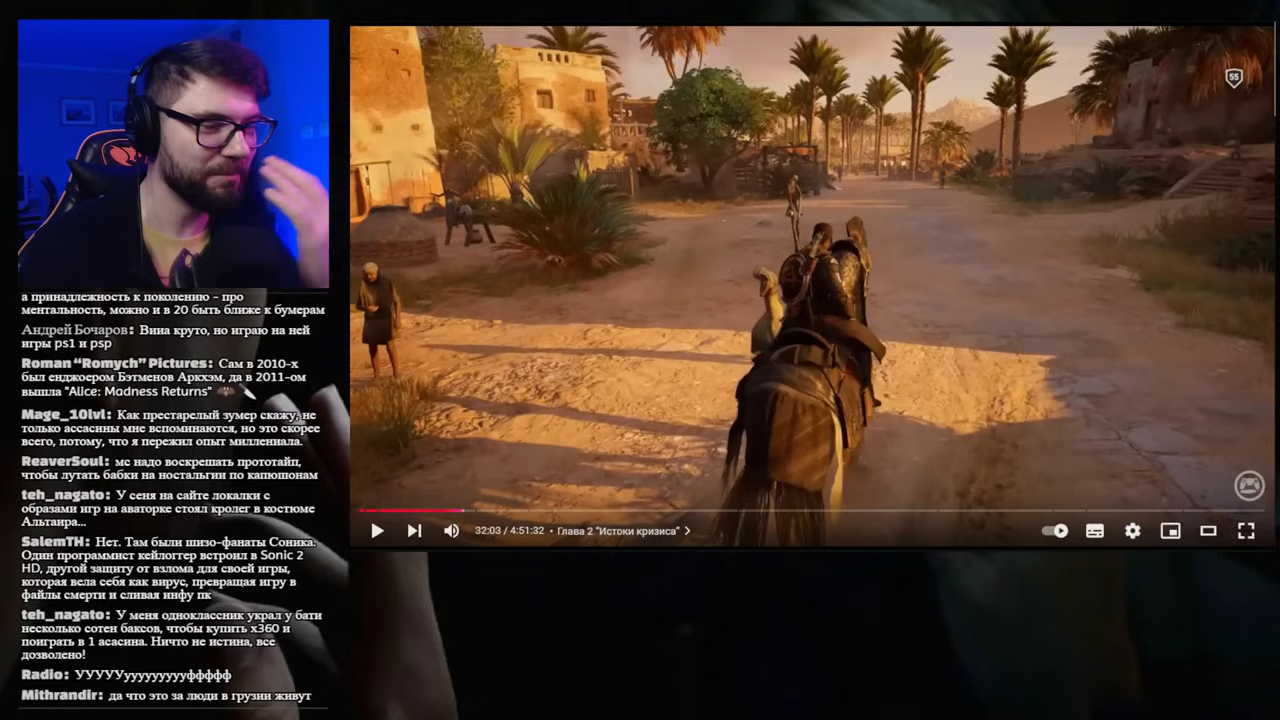 а принадлежность к поколению - про
ментальность, можно и в 20 быть ближе к бумерам
Андрей Бочаров: Вииа круто, но играю на ней
игры ps1 и psp
Roman “Romych” Pictures: Сам в 2010-х
был енджоером Бэтменов Аркхэм, да в 2011-ом
вышла "Alice: Madness Returns"
Mage_10lvl: Как престарелый зумер скажу, не
только ассасины мне вспоминаются, но это скорее
всего, потому, что я пережил опыт миллениала.
ReaverSoul: мс надо воскрешать прототайп,
чтобы лутать бабки на ностальгии по капюшонам
teh_nagato: У сеня на сайте локалки с
образами игр на аваторке стоял кролег в костюме
Альтаира...
SalemTH: Нет. Там были шизо-фанаты Соника.
Один программист кейлоггер встроил в Sonic 2
HD, другой защиту от взлома для своей игры,
которая вела себя как вирус, превращая игру в
файлы смерти и сливая инфу пк
teh_nagato: У меня одноклассник украл у бати
несколько сотен баксов, чтобы купить х360 и
поиграть в 1 асасина. Ничто не истина, все
дозволено!
Radio: УУУУУууууууууфффф
Mithrandir: да что это за люди в грузии живут
55
32:03 / 4:51:32 • Глава 2 "Истоки кризиса" >